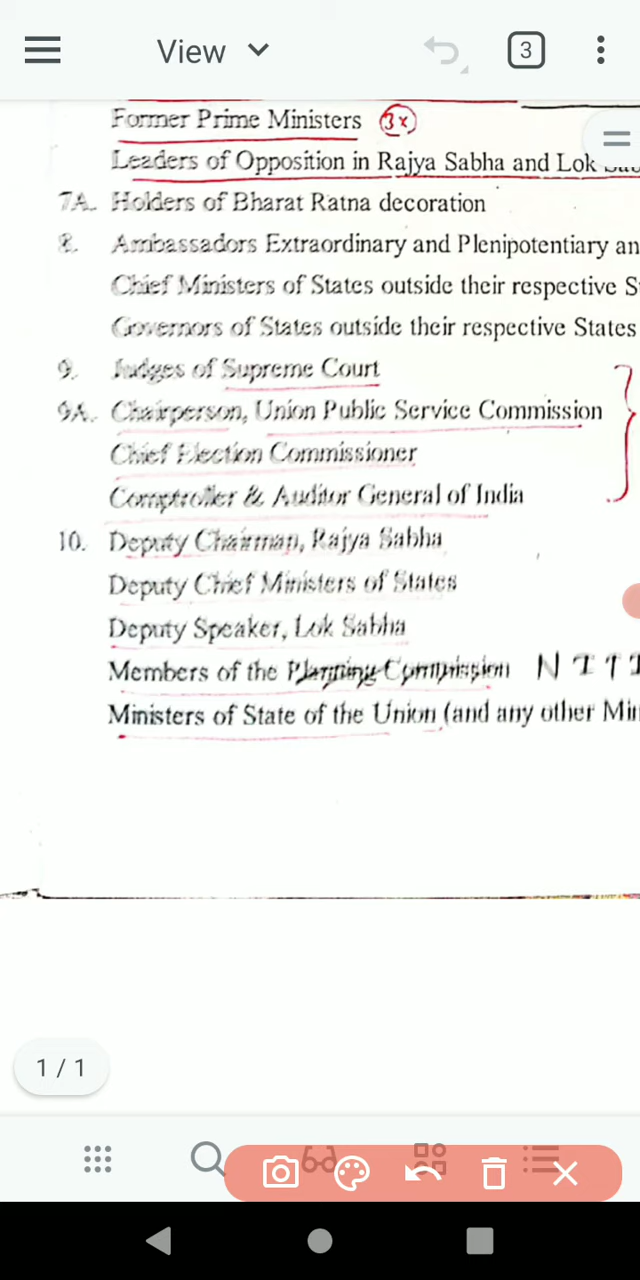 View
3
Former Prime Ministers 3x
Leaders of Opposition in Rajya Sabha and Lok
7A. Holders of Bharat Ratna decoration
8. Ambassadors Extraordinary and Plenipotentiary an
Chief Ministers of States outside their respective S
Governors of States outside their respective States
9. Judges of Supreme Court
9A. Chairperson, Union Public Service Commission
Chief Election Commissioner
Comptroller & Auditor General of India
10. Deputy Chairman, Rajya Sabha
Deputy Chief Ministers of States
Deputy Speaker, Lok Sabha
Members of the Planning Commission NITI
Ministers of State of the Union (and any other Min
1 / 1